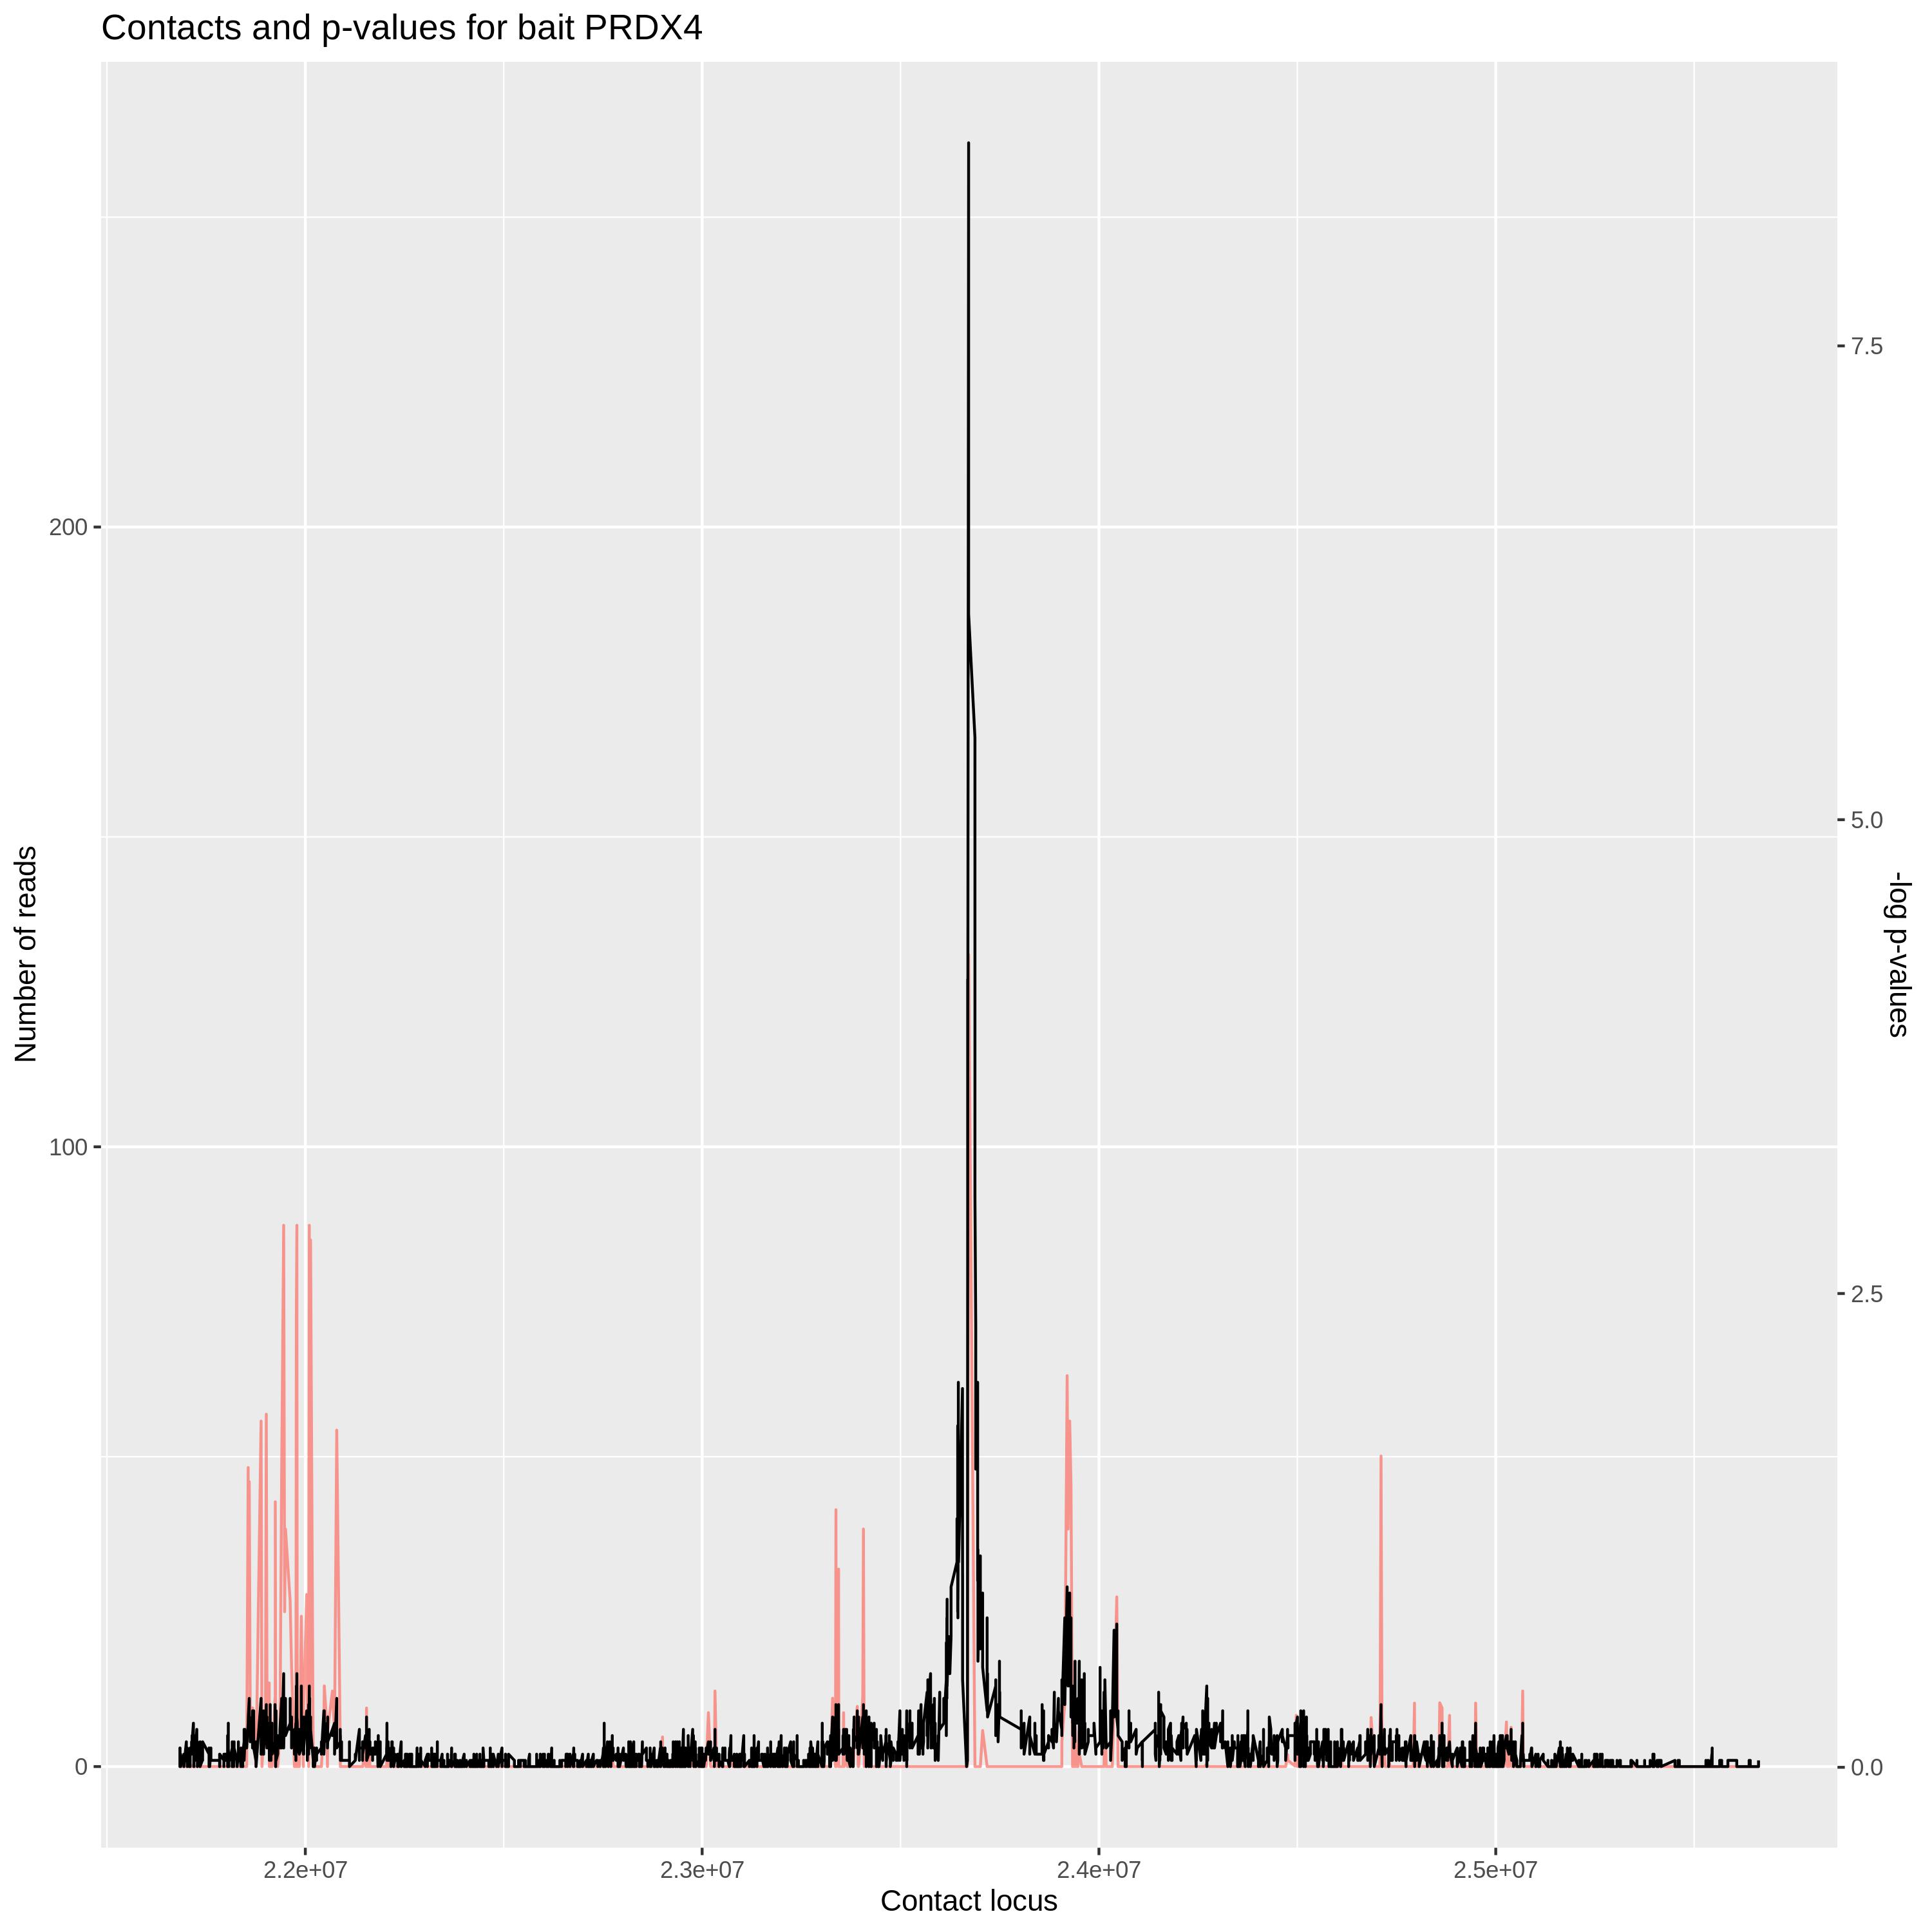 Contacts and p-values for bait PRDX4
Number of reads
200
100
0
7.5
5.0
2.5
0.0
-log p-values
2.2e+07
2.3e+07
2.4e+07
2.5e+07
Contact locus